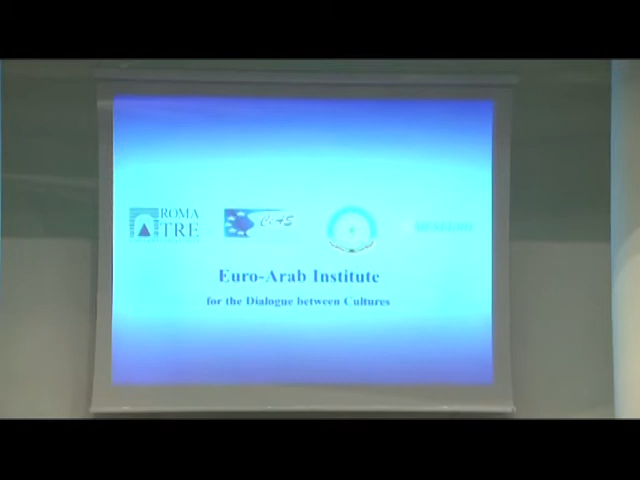 ROMA
TRE
Euro-Arab Institute
for the Dialogue between Cultures